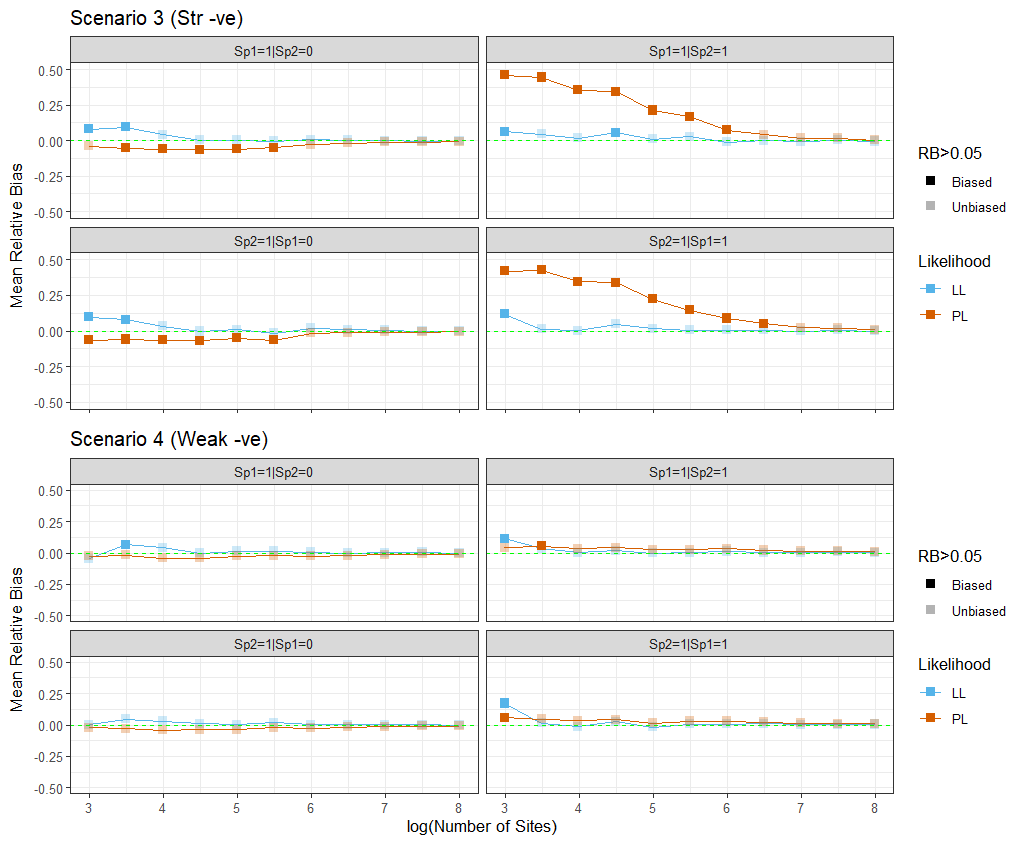 Scenario 3 (Str -ve)
Sp1=1|Sp2=0
Sp1=1|Sp2=1
0.50
0.25
0.00
-0.25
-0.50
Sp2=1|Sp1=0
Sp2=1|Sp1=1
0.50
0.25
0.00
-0.25
-0.50
Mean Relative Bias
RB>0.05
Biased
Unbiased
Likelihood
LL
PL
Scenario 4 (Weak -ve)
Sp1=1|Sp2=0
Sp1=1|Sp2=1
0.50
0.25
0.00
-0.25
-0.50
Sp2=1|Sp1=0
Sp2=1|Sp1=1
0.50
0.25
0.00
-0.25
-0.50
Mean Relative Bias
3 4 5 6 7 8
3 4 5 6 7 8
log(Number of Sites)
RB>0.05
Biased
Unbiased
Likelihood
LL
PL